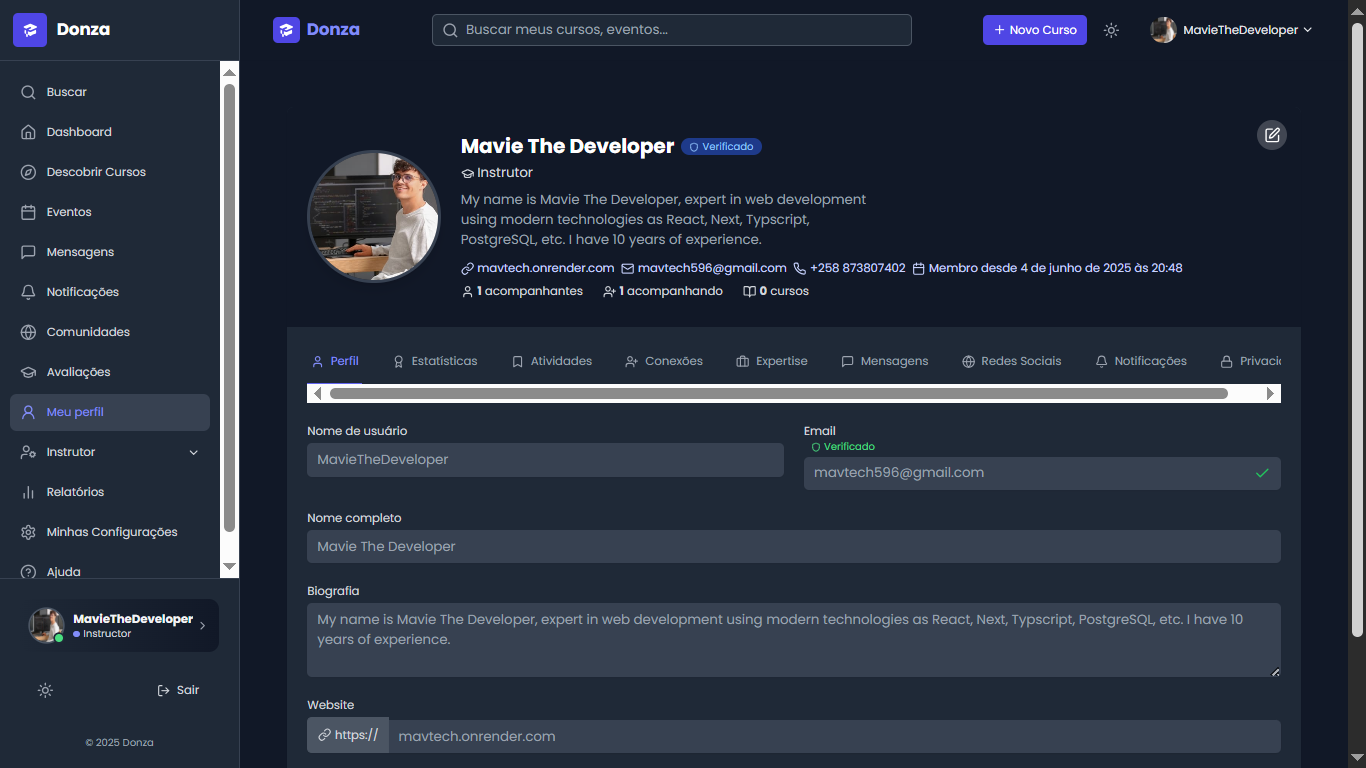 Donza
Buscar
Dashboard
Descobrir Cursos
Eventos
Mensagens
Notificações
Comunidades
Avaliações
Meu perfil
Instrutor
Relatórios
Minhas Configurações
Ajuda
MavieTheDeveloper
Instructor
Sair
© 2025 Donza
Donza
Buscar meus cursos, eventos...
+ Novo Curso
MavieTheDeveloper
Mavie The Developer Verificado
Instrutor
My name is Mavie The Developer, expert in web development
using modern technologies as React, Next, Typscript,
PostgreSQL, etc. I have 10 years of experience.
mavtech.onrender.com mavtech596@gmail.com +258 873807402 Membro desde 4 de junho de 2025 às 20:48
1 acompanhantes 1 acompanhando 0 cursos
Perfil Estatísticas Atividades Conexões Expertise Mensagens Redes Sociais Notificações Privaci
Nome de usuário
MavieTheDeveloper
Email
Verificado
mavtech596@gmail.com
Nome completo
Mavie The Developer
Biografia
My name is Mavie The Developer, expert in web development using modern technologies as React, Next, Typscript, PostgreSQL, etc. I have 10
years of experience.
Website
https:// mavtech.onrender.com